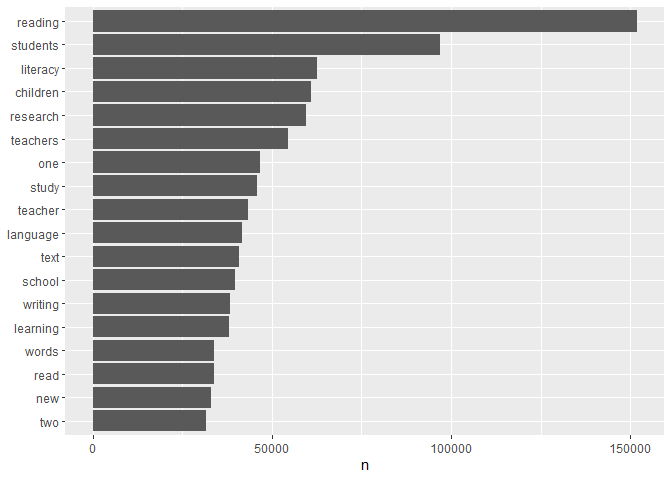 reading
students
literacy
children
research
teachers
one
study
teacher
language
text
school
writing
learning
words
read
new
two
0 50000 100000 150000
n